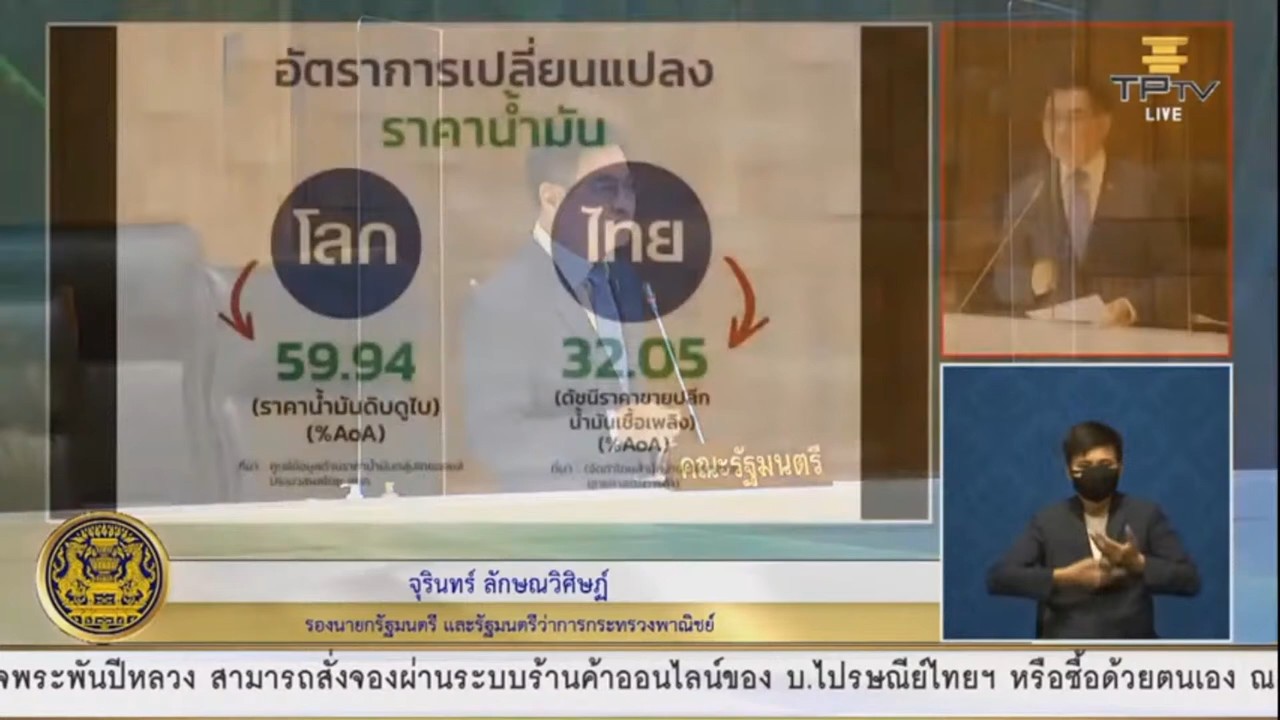 อัตราการเปลี่ยนแปลง
ราคาน้ำมัน
โลก
ไทย
59.94
(ราคาน้ำมันดิบดูไบ)
(%AoA)
32.05
(ดัชนีราคาขายปลีก
น้ำมันเชื้อเพลิง)
(%AoA)
ที่มา
ที่มา
คณะรัฐมนตรี
TPTV
LIVE
จุรินทร์ ลักษณวิศิษฏ์
รองนายกรัฐมนตรี และรัฐมนตรีว่าการกระทรวงพาณิชย์
จพระพันปีหลวง สามารถสั่งจองผ่านระบบร้านค้าออนไลน์ของ บ.ไปรษณีย์ไทยฯ หรือซื้อด้วยตนเอง ณ